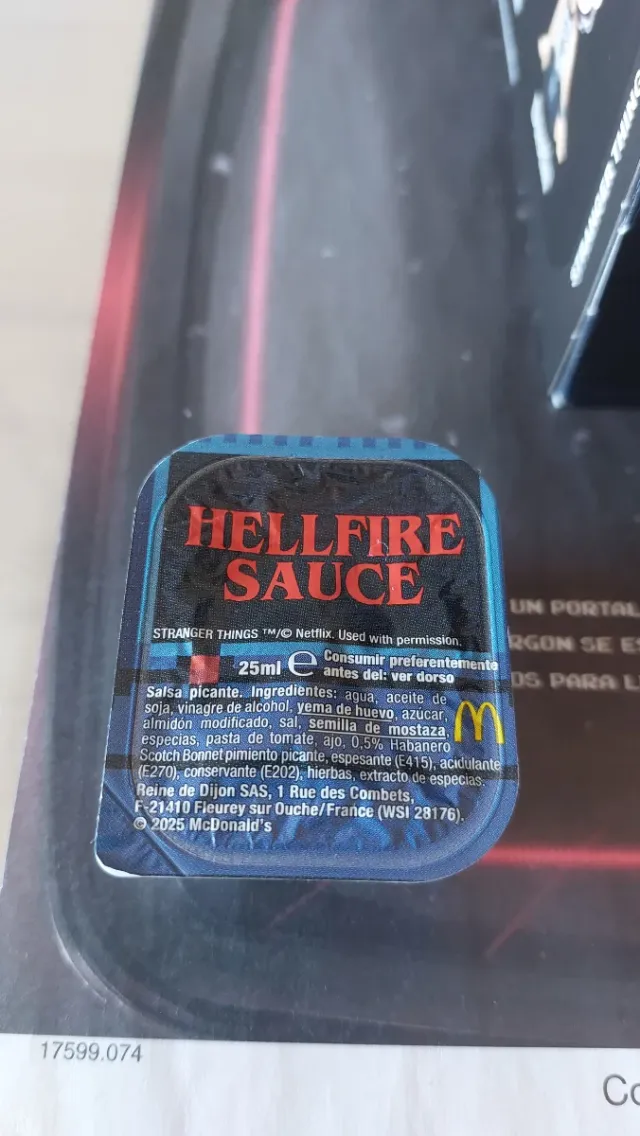 STRANGER THING
HELLFIRE
SAUCE
STRANGER THINGS ™/© Netflix. Used with permission.
25ml ℮ Consumir preferentemente
antes del: ver dorso
Salsa picante. Ingredientes: agua, aceite de
soja, vinagre de alcohol, yema de huevo, azúcar,
almidón modificado, sal, semilla de mostaza,
especias, pasta de tomate, ajo, 0,5% Habanero
Scotch Bonnet pimiento picante, espesante (E415), acidulante
(E270), conservante (E202), hierbas, extracto de especias.
Reine de Dijon SAS, 1 Rue des Combets,
F-21410 Fleurey sur Ouche/France (WSI 28176).
© 2025 McDonald's
UN PORTAL
RGON SE ES
OS PARA L
17599.074
Co